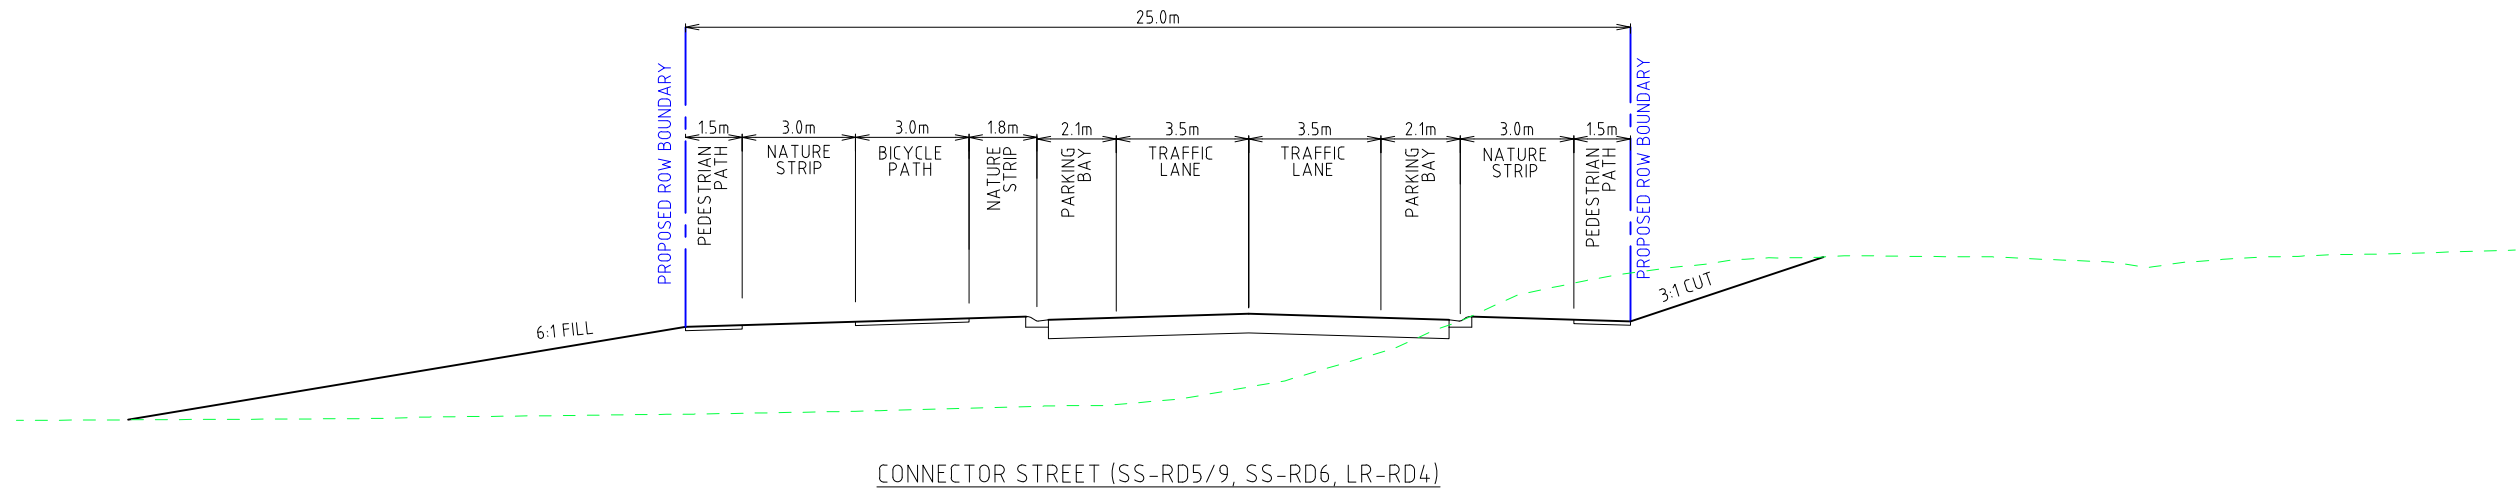 25.0m
PROPOSED ROW BOUNDARY
PROPOSED ROW BOUNDARY
1.5m
3.0m
3.0m
1.8m
2.1m
3.5m
3.5m
2.1m
3.0m
1.5m
PEDESTRIAN
PATH
NATURE
STRIP
BICYCLE
PATH
NATURE
STRIP
PARKING
BAY
TRAFFIC
LANE
TRAFFIC
LANE
PARKING
BAY
NATURE
STRIP
PEDESTRIAN
PATH
6:1 FILL
3:1 CUT
CONNECTOR STREET (SS-RD5/9, SS-RD6, LR-RD4)